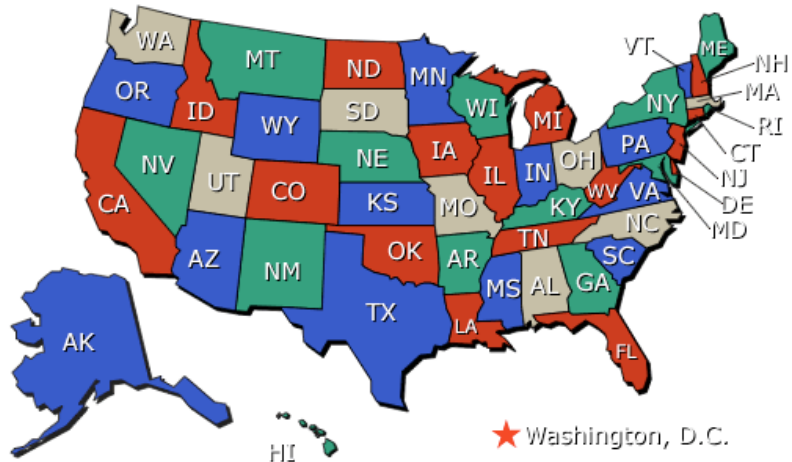 WA
MT
ND
MN
VT
ME
NH
OR
ID
SD
WI
MI
NY
MA
WY
RI
NV
NE
IA
PA
CT
UT
CO
IL
IN
OH
NJ
CA
KS
MO
KY
WV
VA
DE
MD
AZ
NM
OK
AR
TN
NC
SC
TX
MS
AL
GA
LA
AK
FL
HI
Washington, D.C.